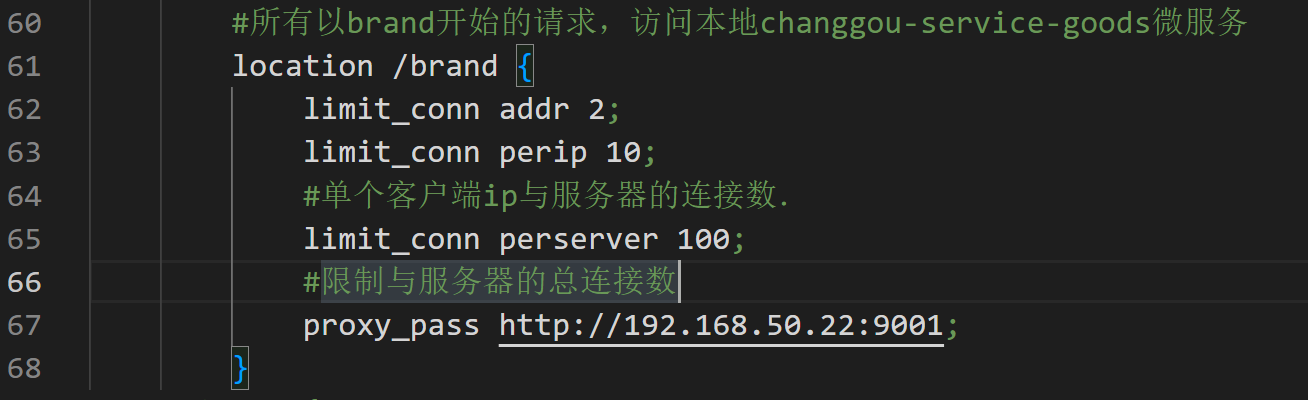 60 #所有以brand开始的请求，访问本地changgou-service-goods微服务
61 location /brand {
62 limit_conn addr 2;
63 limit_conn perip 10;
64 #单个客户端ip与服务器的连接数.
65 limit_conn perserver 100;
66 #限制与服务器的总连接数
67 proxy_pass http://192.168.50.22:9001;
68 }